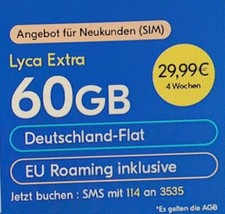 Angebot für Neukunden (SIM)
Lyca Extra
29,99€
4 Wochen
60GB
Deutschland-Flat
EU Roaming inklusive
Jetzt buchen : SMS mit 114 an 3535
*Es gelten die AGB